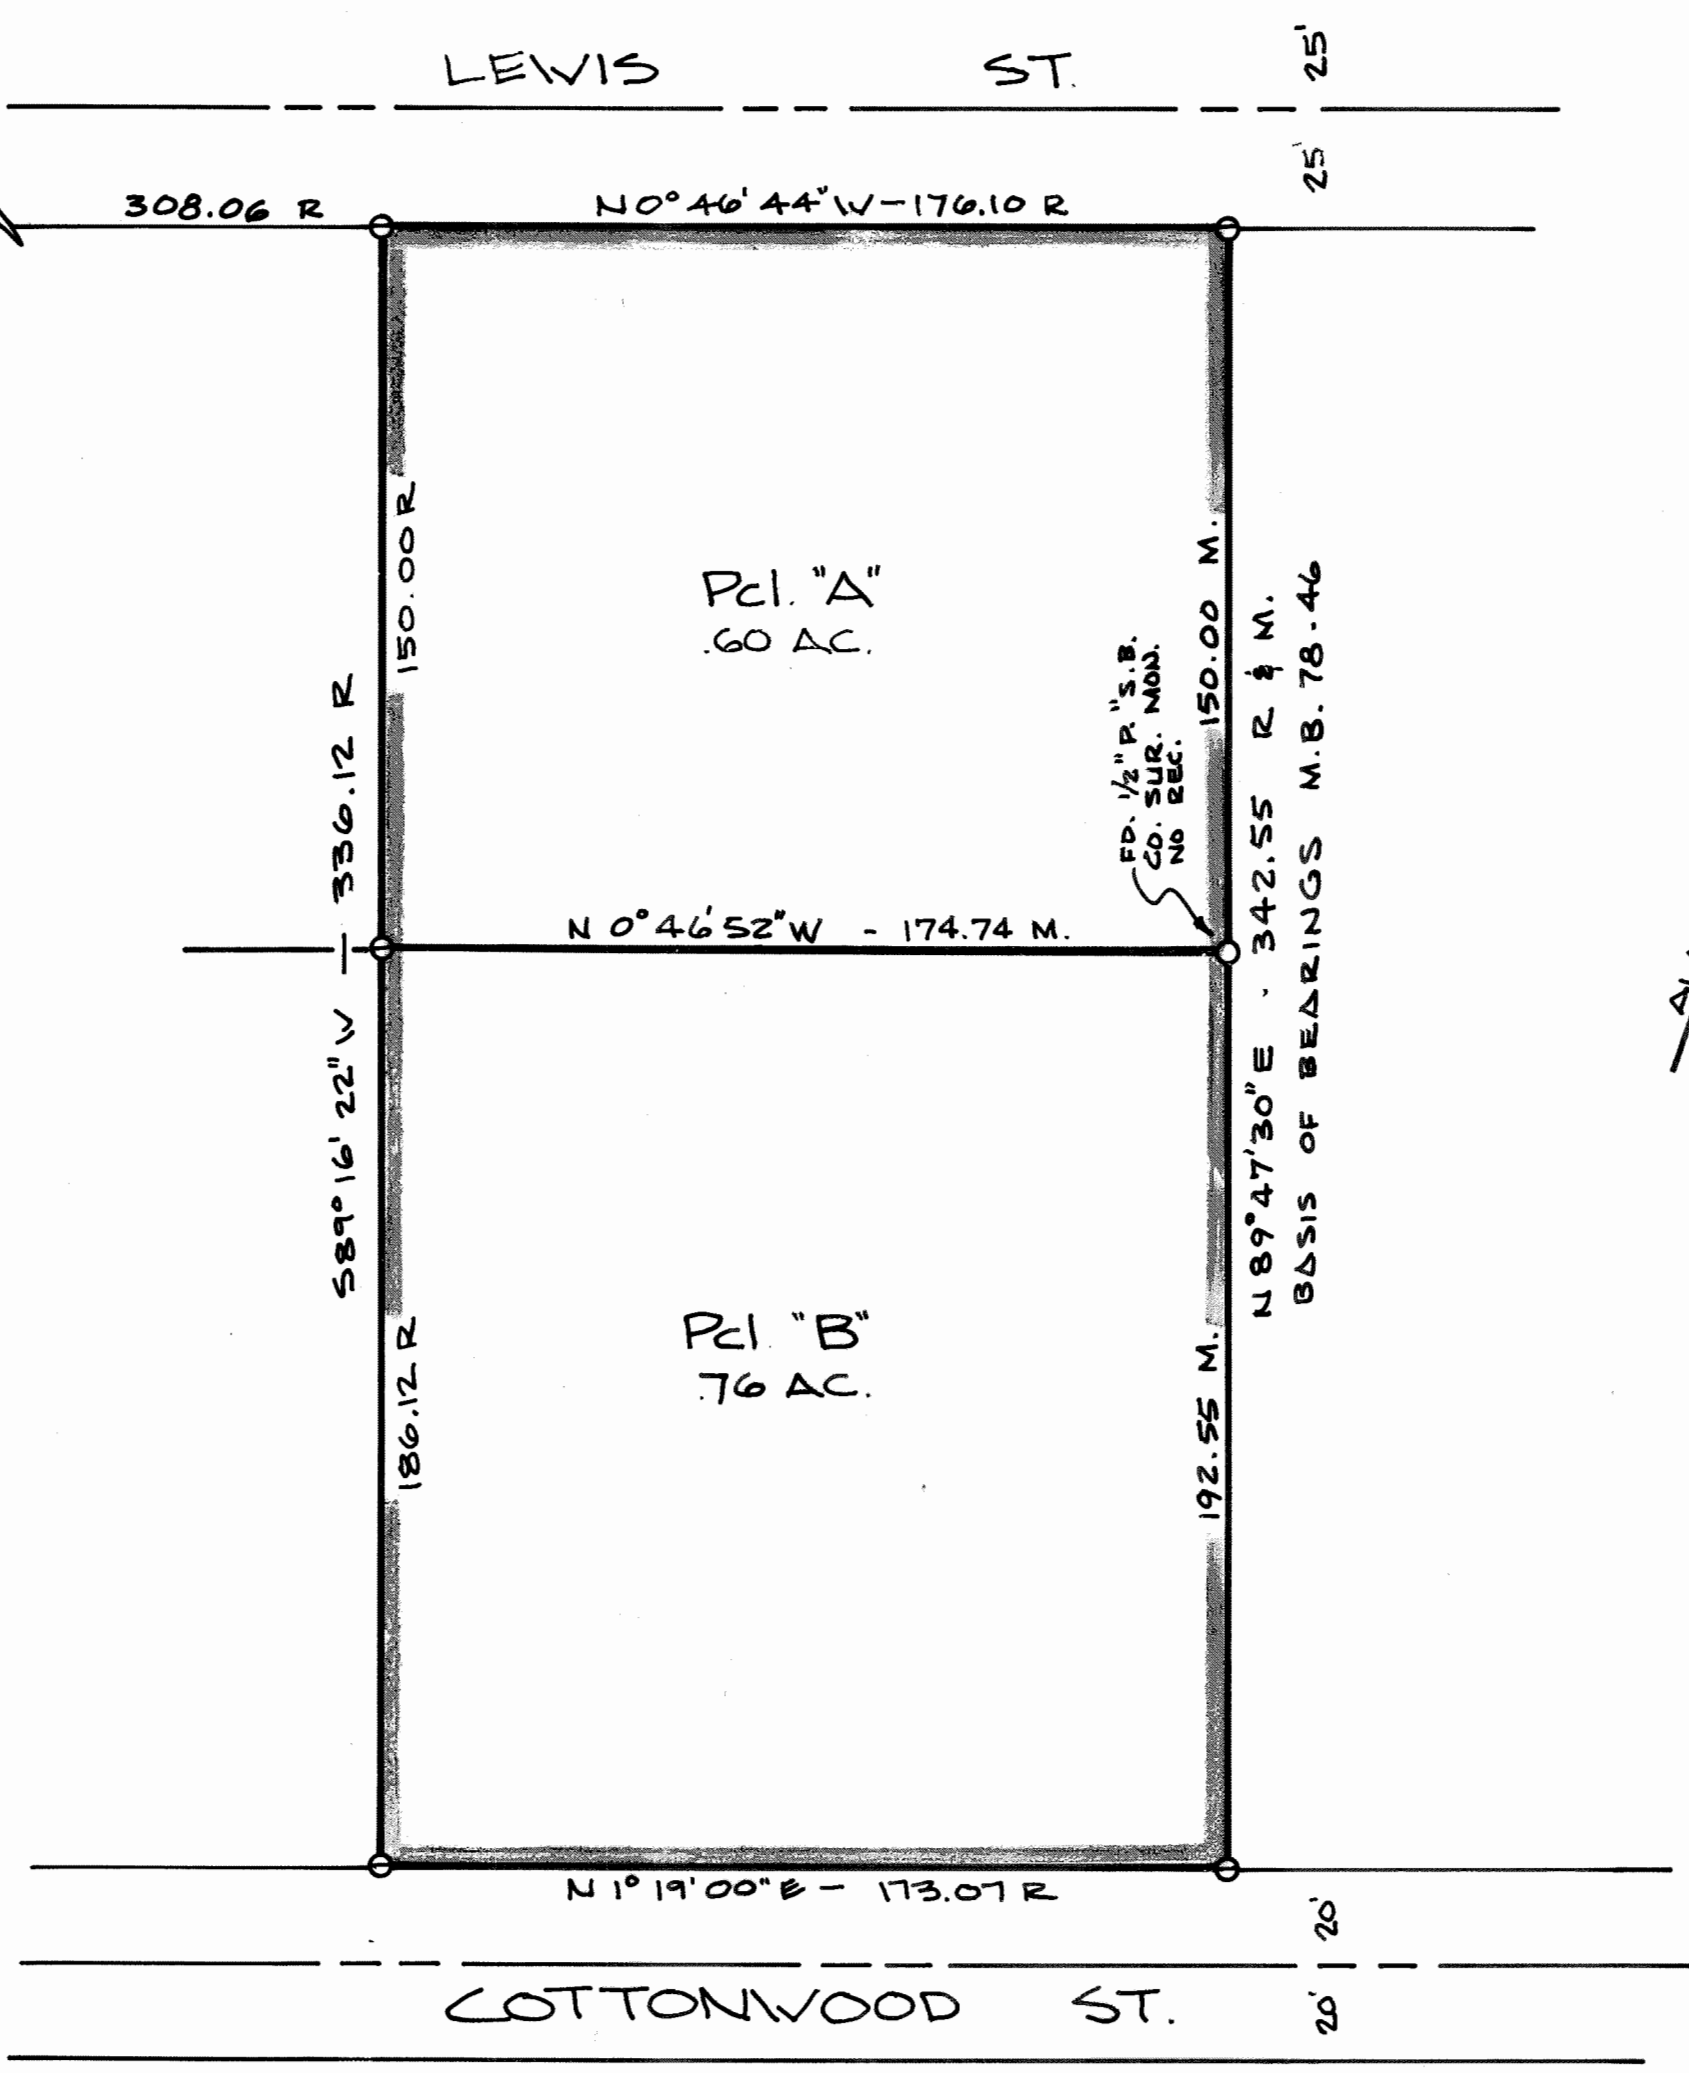 LEWIS ST.
25'
25'
308.06 R
N0°46'44"W-176.10 R
150.00 R
Pcl. "A"
.60 AC.
150.00 M.
FD. 1/2" P. "S.B.
CO. SUR. MON.
NO REC.
S89°16'22"W 336.12 R
N 0°46'52"W - 174.74 M.
N89°47'30"E . 342.55 R & M.
BASIS OF BEARINGS M.B. 78-46
186.12 R
Pcl. "B"
.76 AC.
192.55 M.
N 1°19'00"E - 173.07 R
20'
COTTONWOOD ST.
20'